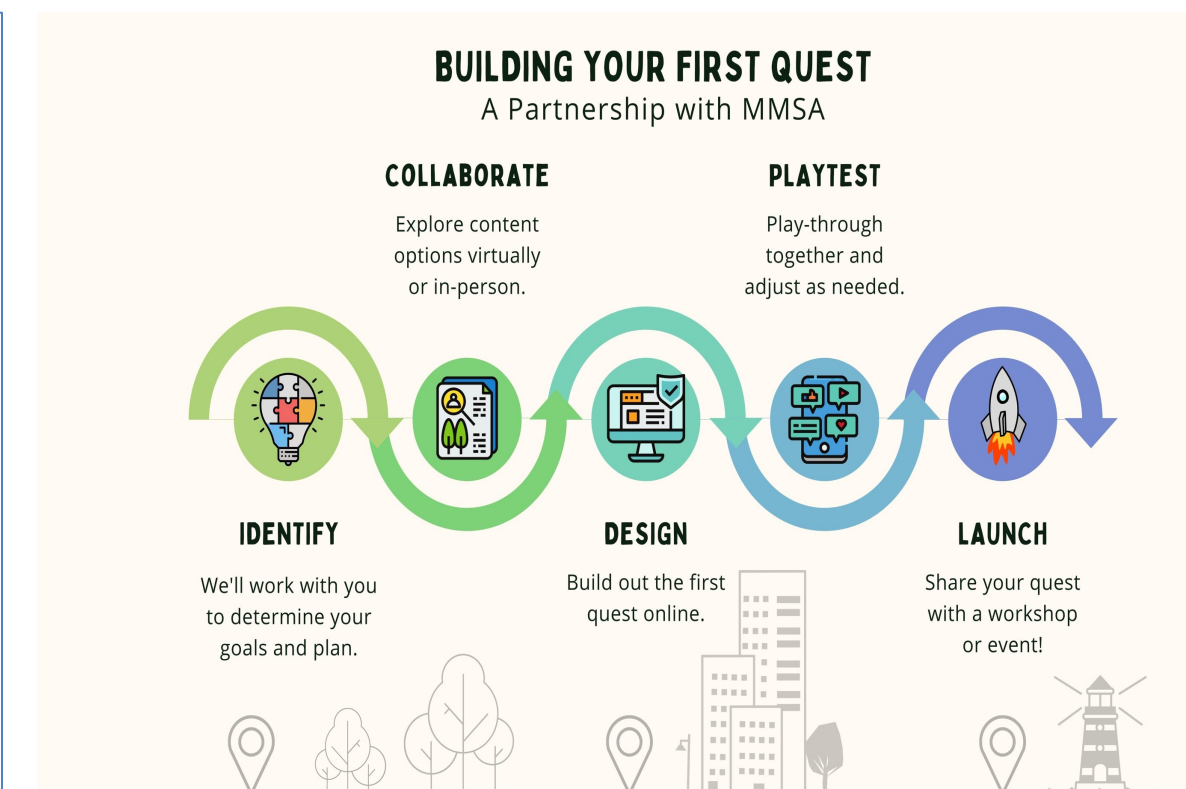 BUILDING YOUR FIRST QUEST
A Partnership with MMSA
IDENTIFY
We'll work with you
to determine your
goals and plan.
COLLABORATE
Explore content
options virtually
or in-person.
DESIGN
Build out the first
quest online.
PLAYTEST
Play-through
together and
adjust as needed.
LAUNCH
Share your quest
with a workshop
or event!